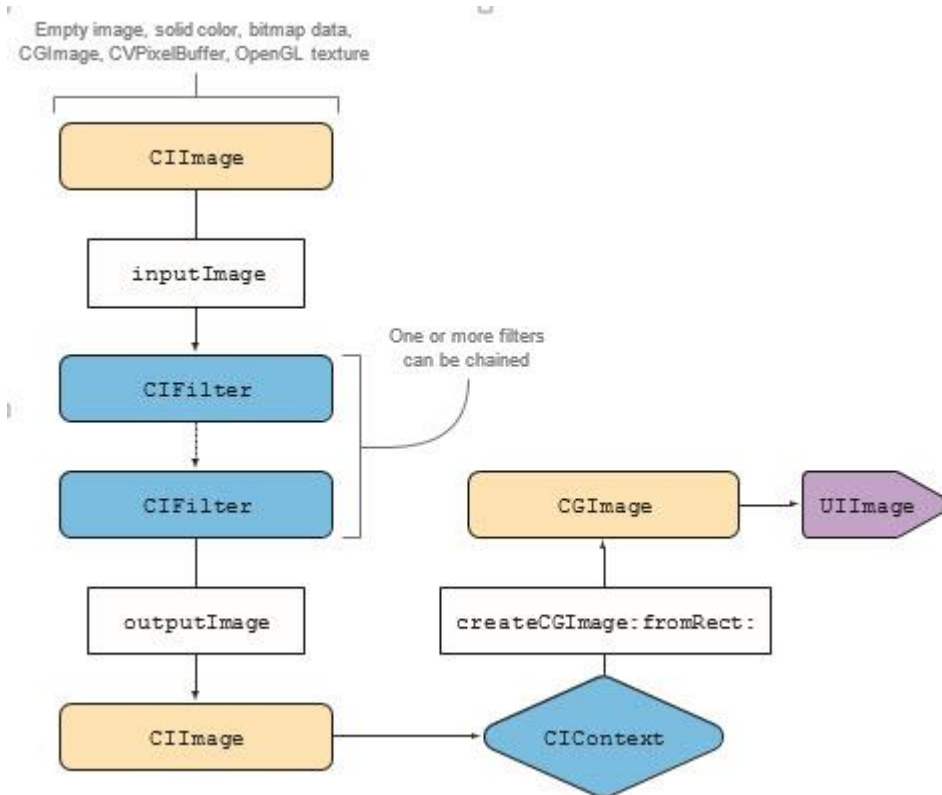 Empty image, solid color, bitmap data,
CGImage, CVPixelBuffer, OpenGL texture
CIImage
inputImage
CIFilter
One or more filters
can be chained
CIFilter
outputImage
CIImage
CIContext
createCGImage:fromRect:
CGImage
UIImage